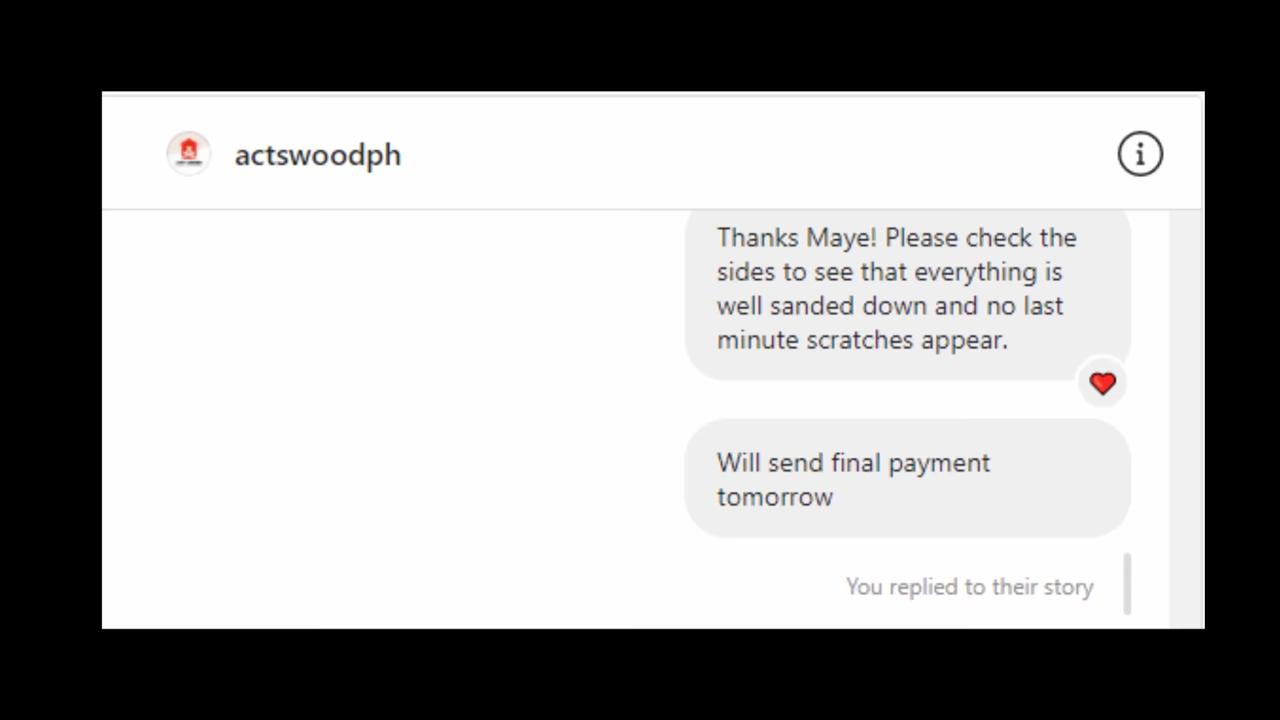 actswoodph
Thanks Maye! Please check the
sides to see that everything is
well sanded down and no last
minute scratches appear.
Will send final payment
tomorrow
You replied to their story